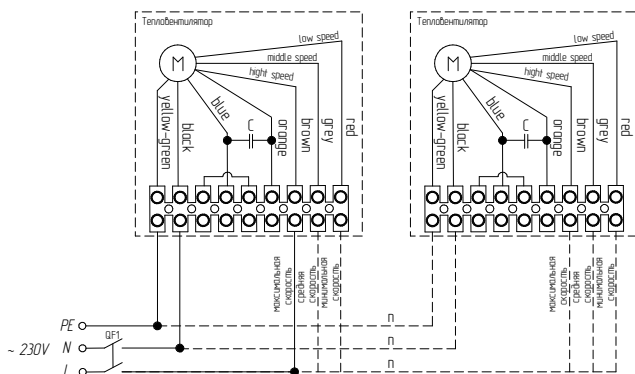 Тепловентилятор
low speed
middle speed
hight speed
M
yellow-green
black
blue
C
orange
brown
grey
red
максимальная
скорость
средняя
скорость
минимальная
скорость
Тепловентилятор
low speed
middle speed
hight speed
M
yellow-green
black
blue
C
orange
brown
grey
red
максимальная
скорость
средняя
скорость
минимальная
скорость
PE
n
QF1
~ 230V
N
n
L
n